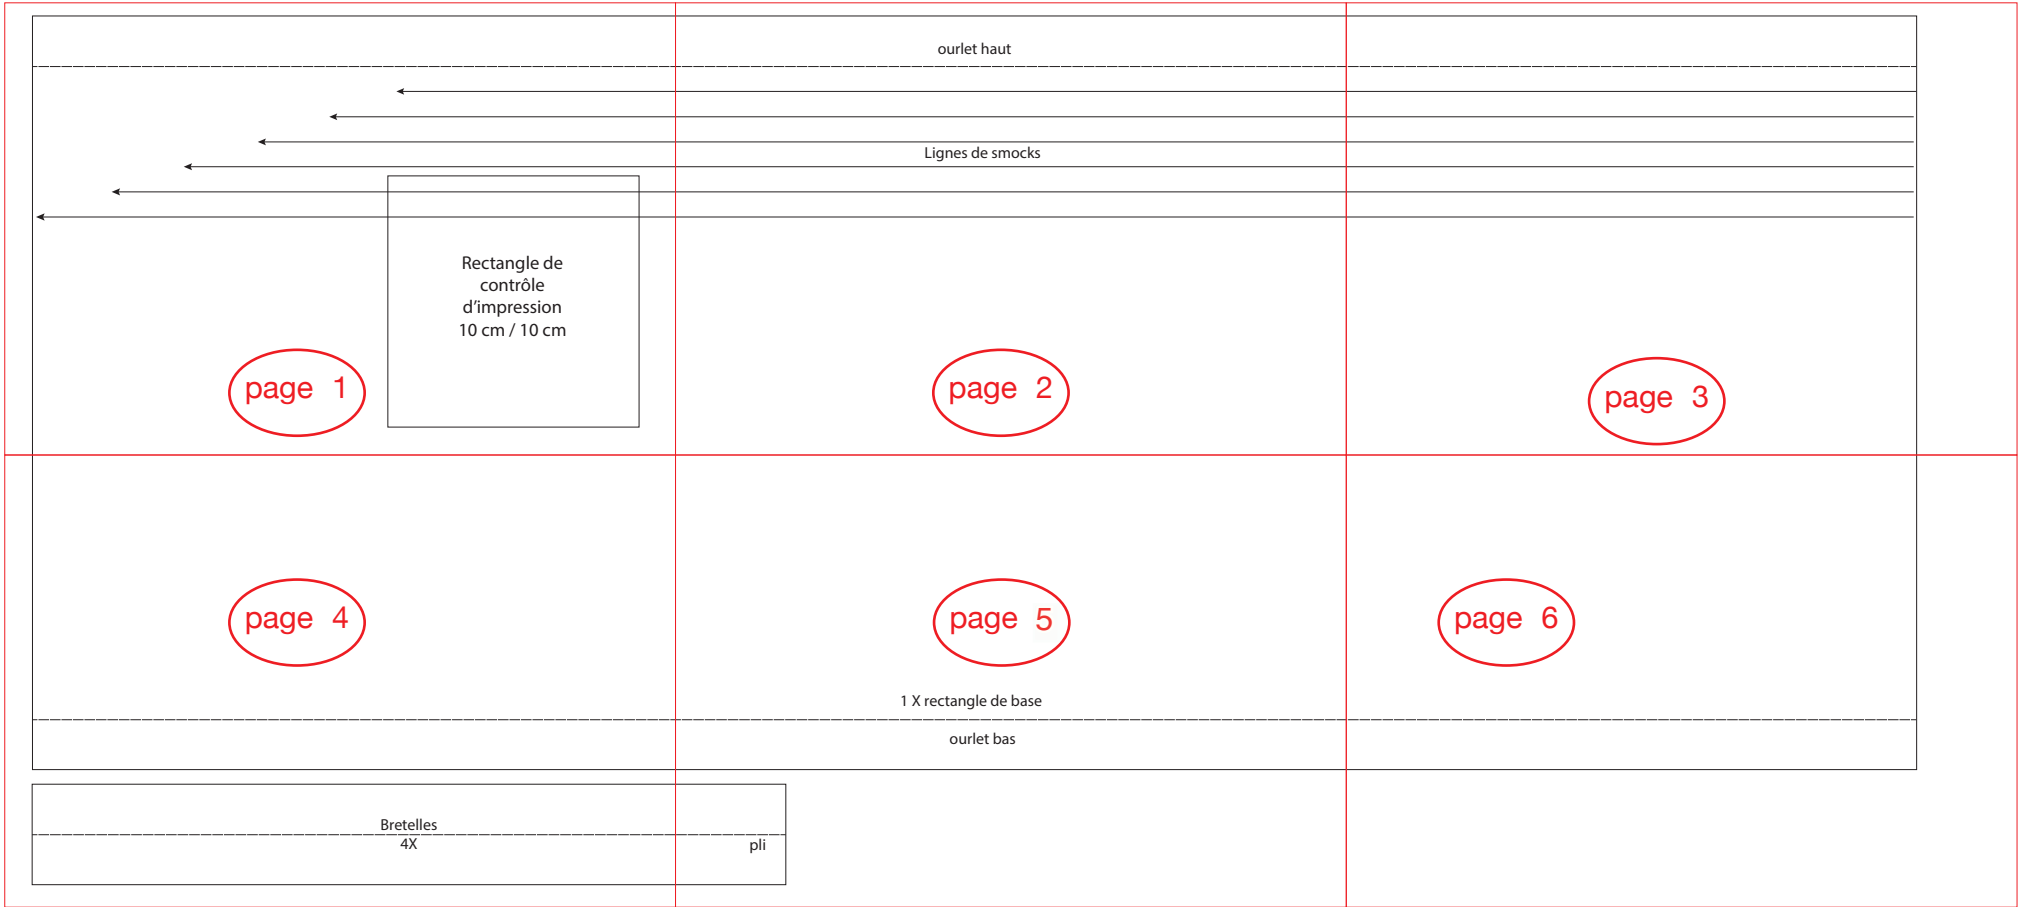 ourlet haut
Lignes de smocks
Rectangle de
contrôle
d'impression
10 cm / 10 cm
page 1
page 2
page 3
page 4
page 5
page 6
1 X rectangle de base
ourlet bas
Bretelles
4X
pli